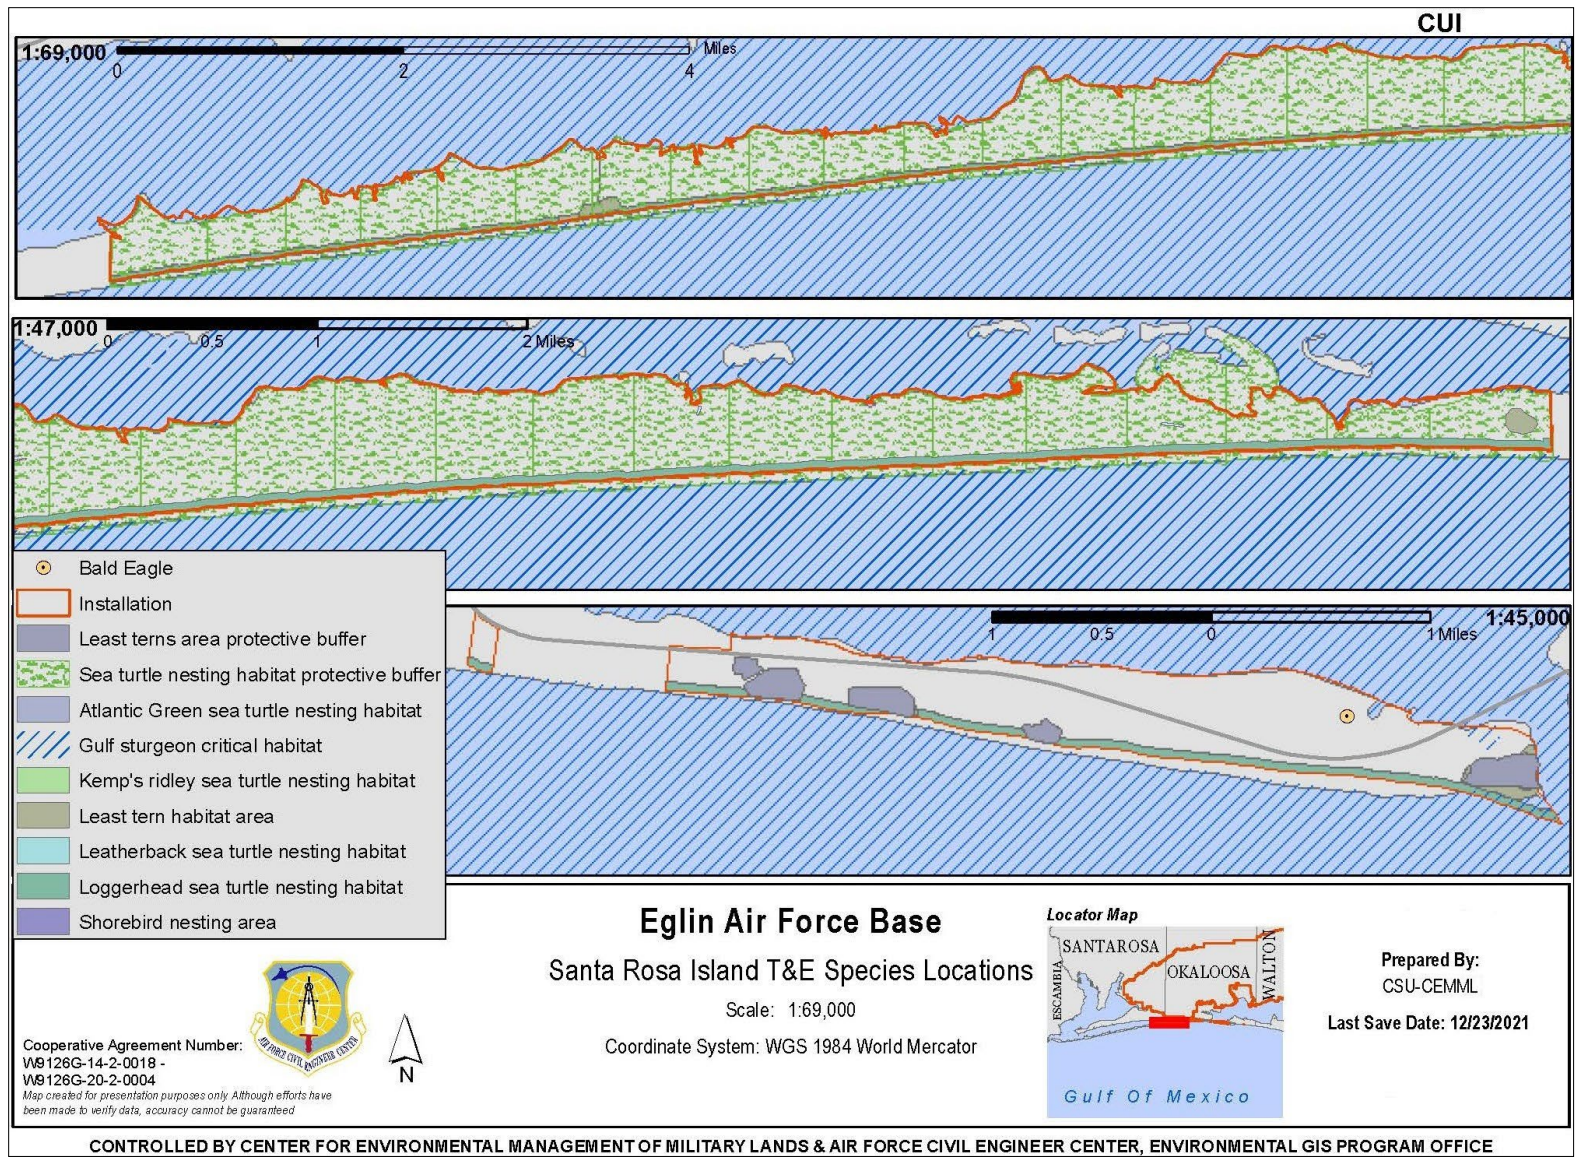 CUI
1:69,000
Miles
0 2 4
1:47,000
0 0.5 1 2 Miles
Bald Eagle
Installation
Least terns area protective buffer
Sea turtle nesting habitat protective buffer
Atlantic Green sea turtle nesting habitat
Gulf sturgeon critical habitat
Kemp's ridley sea turtle nesting habitat
Least tern habitat area
Leatherback sea turtle nesting habitat
Loggerhead sea turtle nesting habitat
Shorebird nesting area
1:45,000
1 0.5 0 1 Miles
Eglin Air Force Base
Santa Rosa Island T&E Species Locations
Scale: 1:69,000
Coordinate System: WGS 1984 World Mercator
AIR FORCE CIVIL ENGINEER CENTER
N
Cooperative Agreement Number:
W9126G-14-2-0018 -
W9126G-20-2-0004
Map created for presentation purposes only. Although efforts have
been made to verify data, accuracy cannot be guaranteed
Locator Map
SANTAROSA
OKALOOSA
WALTON
ESCAMBIA
Gulf Of Mexico
Prepared By:
CSU-CEMML
Last Save Date: 12/23/2021
CONTROLLED BY CENTER FOR ENVIRONMENTAL MANAGEMENT OF MILITARY LANDS & AIR FORCE CIVIL ENGINEER CENTER, ENVIRONMENTAL GIS PROGRAM OFFICE